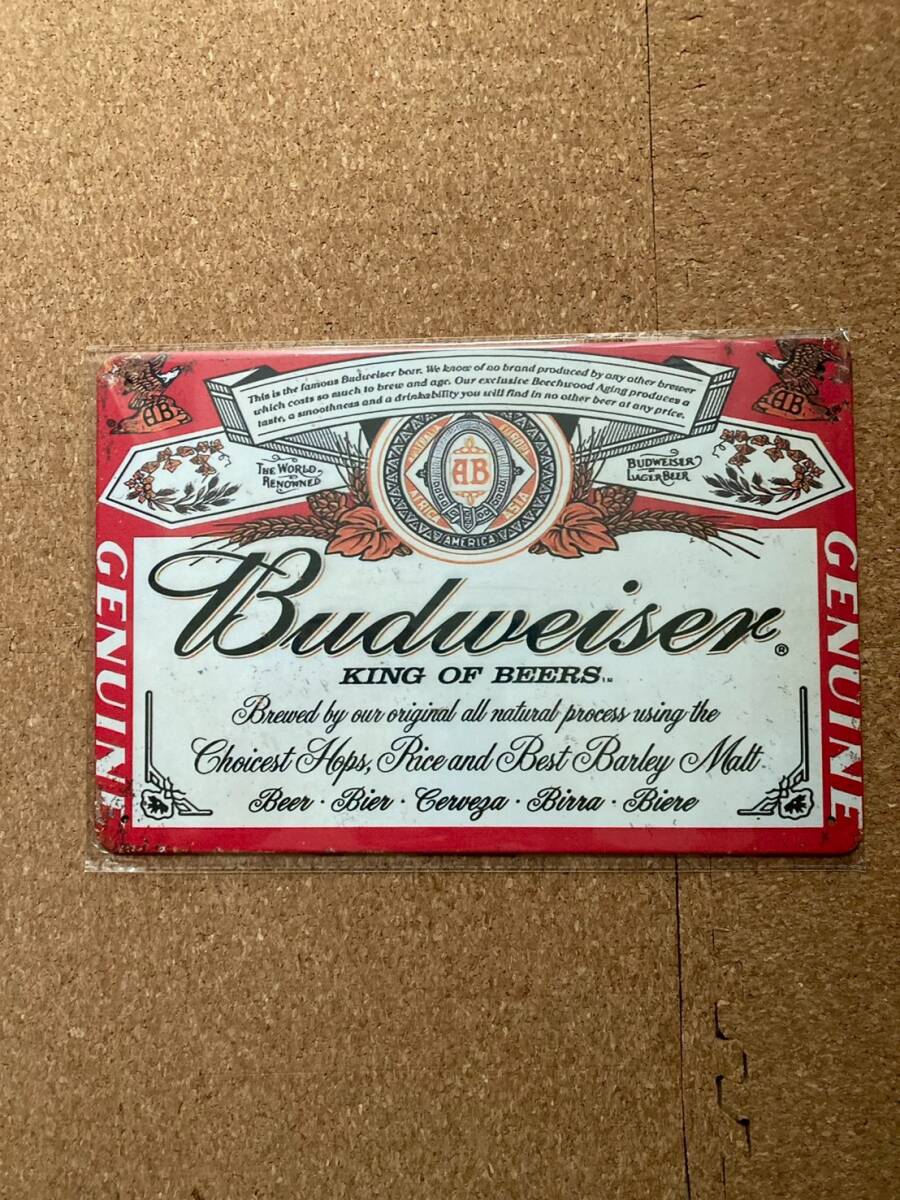 This is the famous Budweiser beer. We know of no brand produced by any other brewer
which costs so much to brew and age. Our exclusive Beechwood Aging produces a
taste, a smoothness and a drinkability you will find in no other beer at any price.
AB
AB
THE WORLD
RENOWNED
EUROPE
AFRICA
ASIA
AMERICA
AB
BUDWEISER
LAGER BEER
GENUINE
GENUINE
Budweiser®
KING OF BEERS™
Brewed by our original all natural process using the
Choicest Hops, Rice and Best Barley Malt
Beer · Bier · Cerveza · Birra · Biere